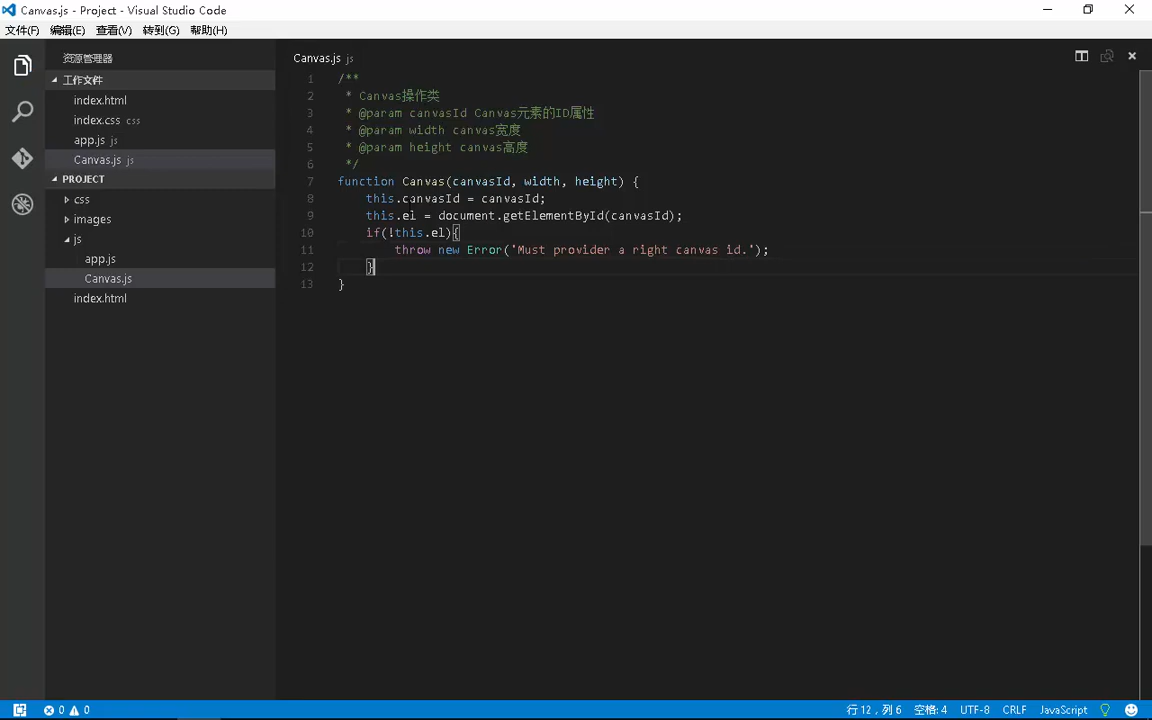 Canvas.js - Project - Visual Studio Code
文件(F) 编辑(E) 查看(V) 转到(G) 帮助(H)
资源管理器
工作文件
index.html
index.css css
app.js js
Canvas.js js
PROJECT
css
images
js
app.js
Canvas.js
index.html
Canvas.js js
1 /**
2 * Canvas操作类
3 * @param canvasId Canvas元素的ID属性
4 * @param width canvas宽度
5 * @param height canvas高度
6 */
7 function Canvas(canvasId, width, height) {
8 this.canvasId = canvasId;
9 this.el = document.getElementById(canvasId);
10 if(!this.el){
11 throw new Error('Must provider a right canvas id.');
12 }
13 }
0 0 行 12，列 6 空格: 4 UTF-8 CRLF JavaScript